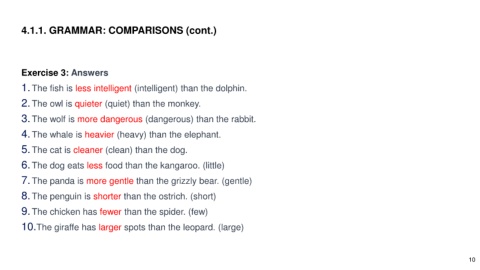 4.1.1. GRAMMAR: COMPARISONS (cont.)
Exercise 3: Answers
1. The fish is less intelligent (intelligent) than the dolphin.
2. The owl is quieter (quiet) than the monkey.
3. The wolf is more dangerous (dangerous) than the rabbit.
4. The whale is heavier (heavy) than the elephant.
5. The cat is cleaner (clean) than the dog.
6. The dog eats less food than the kangaroo. (little)
7. The panda is more gentle than the grizzly bear. (gentle)
8. The penguin is shorter than the ostrich. (short)
9. The chicken has fewer than the spider. (few)
10.The giraffe has larger spots than the leopard. (large)
10